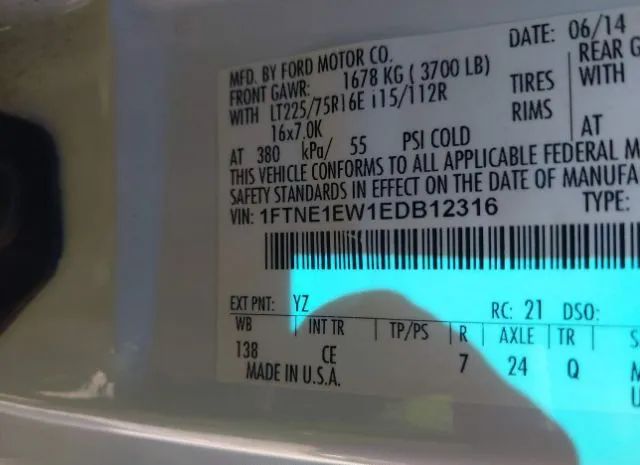 DATE: 06/14
MFD. BY FORD MOTOR CO.
FRONT GAWR: 1678 KG ( 3700 LB) REAR G
WITH LT225/75R16E 115/112R TIRES WITH
16x7.0K RIMS
AT 380 kPa/ 55 PSI COLD AT
THIS VEHICLE CONFORMS TO ALL APPLICABLE FEDERAL M
SAFETY STANDARDS IN EFFECT ON THE DATE OF MANUFA
VIN: 1FTNE1EW1EDB12316 TYPE:
EXT PNT: YZ RC: 21 DSO:
WB INT TR TP/PS R AXLE TR S
138 CE 7 24 Q M
MADE IN U.S.A. U